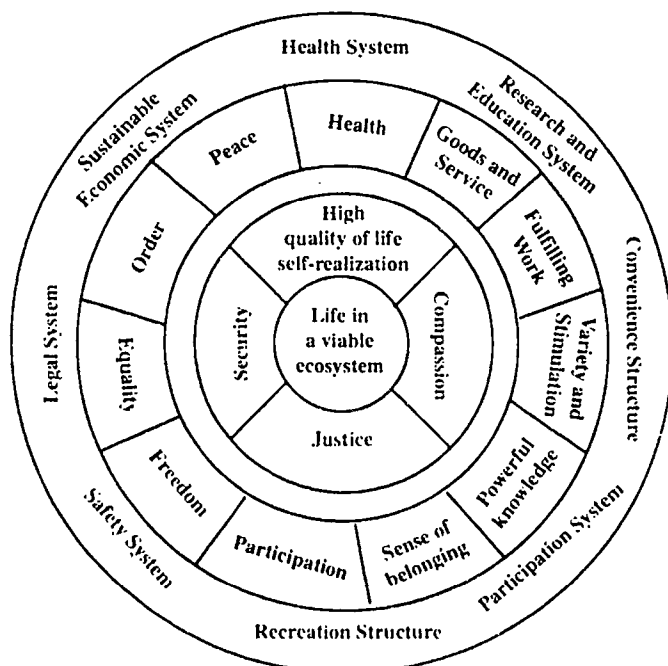 Health System
Research and
Education System
Convenience Structure
Participation System
Recreation Structure
Safety System
Legal System
Sustainable
Economic System
Health
Goods and
Service
Fulfilling
Work
Variety and
Stimulation
Powerful
knowledge
Sense of
belonging
Participation
Freedom
Equality
Order
Peace
High
quality of life
self-realization
Compassion
Justice
Security
Life in
a viable
ecosystem